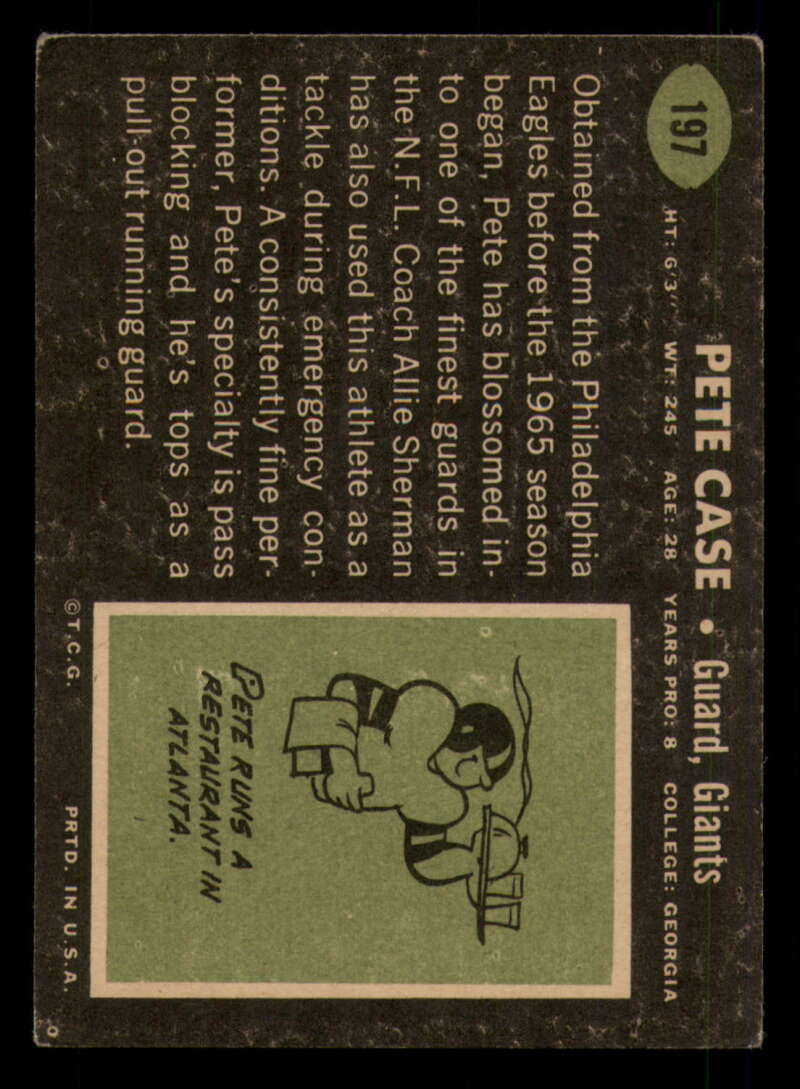 197
PETE CASE • Guard, Giants
HT: 6'3" WT: 245 AGE: 28 YEARS PRO: 8 COLLEGE: GEORGIA
Obtained from the Philadelphia
Eagles before the 1965 season
began, Pete has blossomed in-
to one of the finest guards in
the N.F.L. Coach Allie Sherman
has also used this athlete as a
tackle during emergency con-
ditions. A consistently fine per-
former, Pete's specialty is pass
blocking and he's tops as a
pull-out running guard.
PETE RUNS A
RESTAURANT IN
ATLANTA.
©T.C.G. PRTD. IN U.S.A.